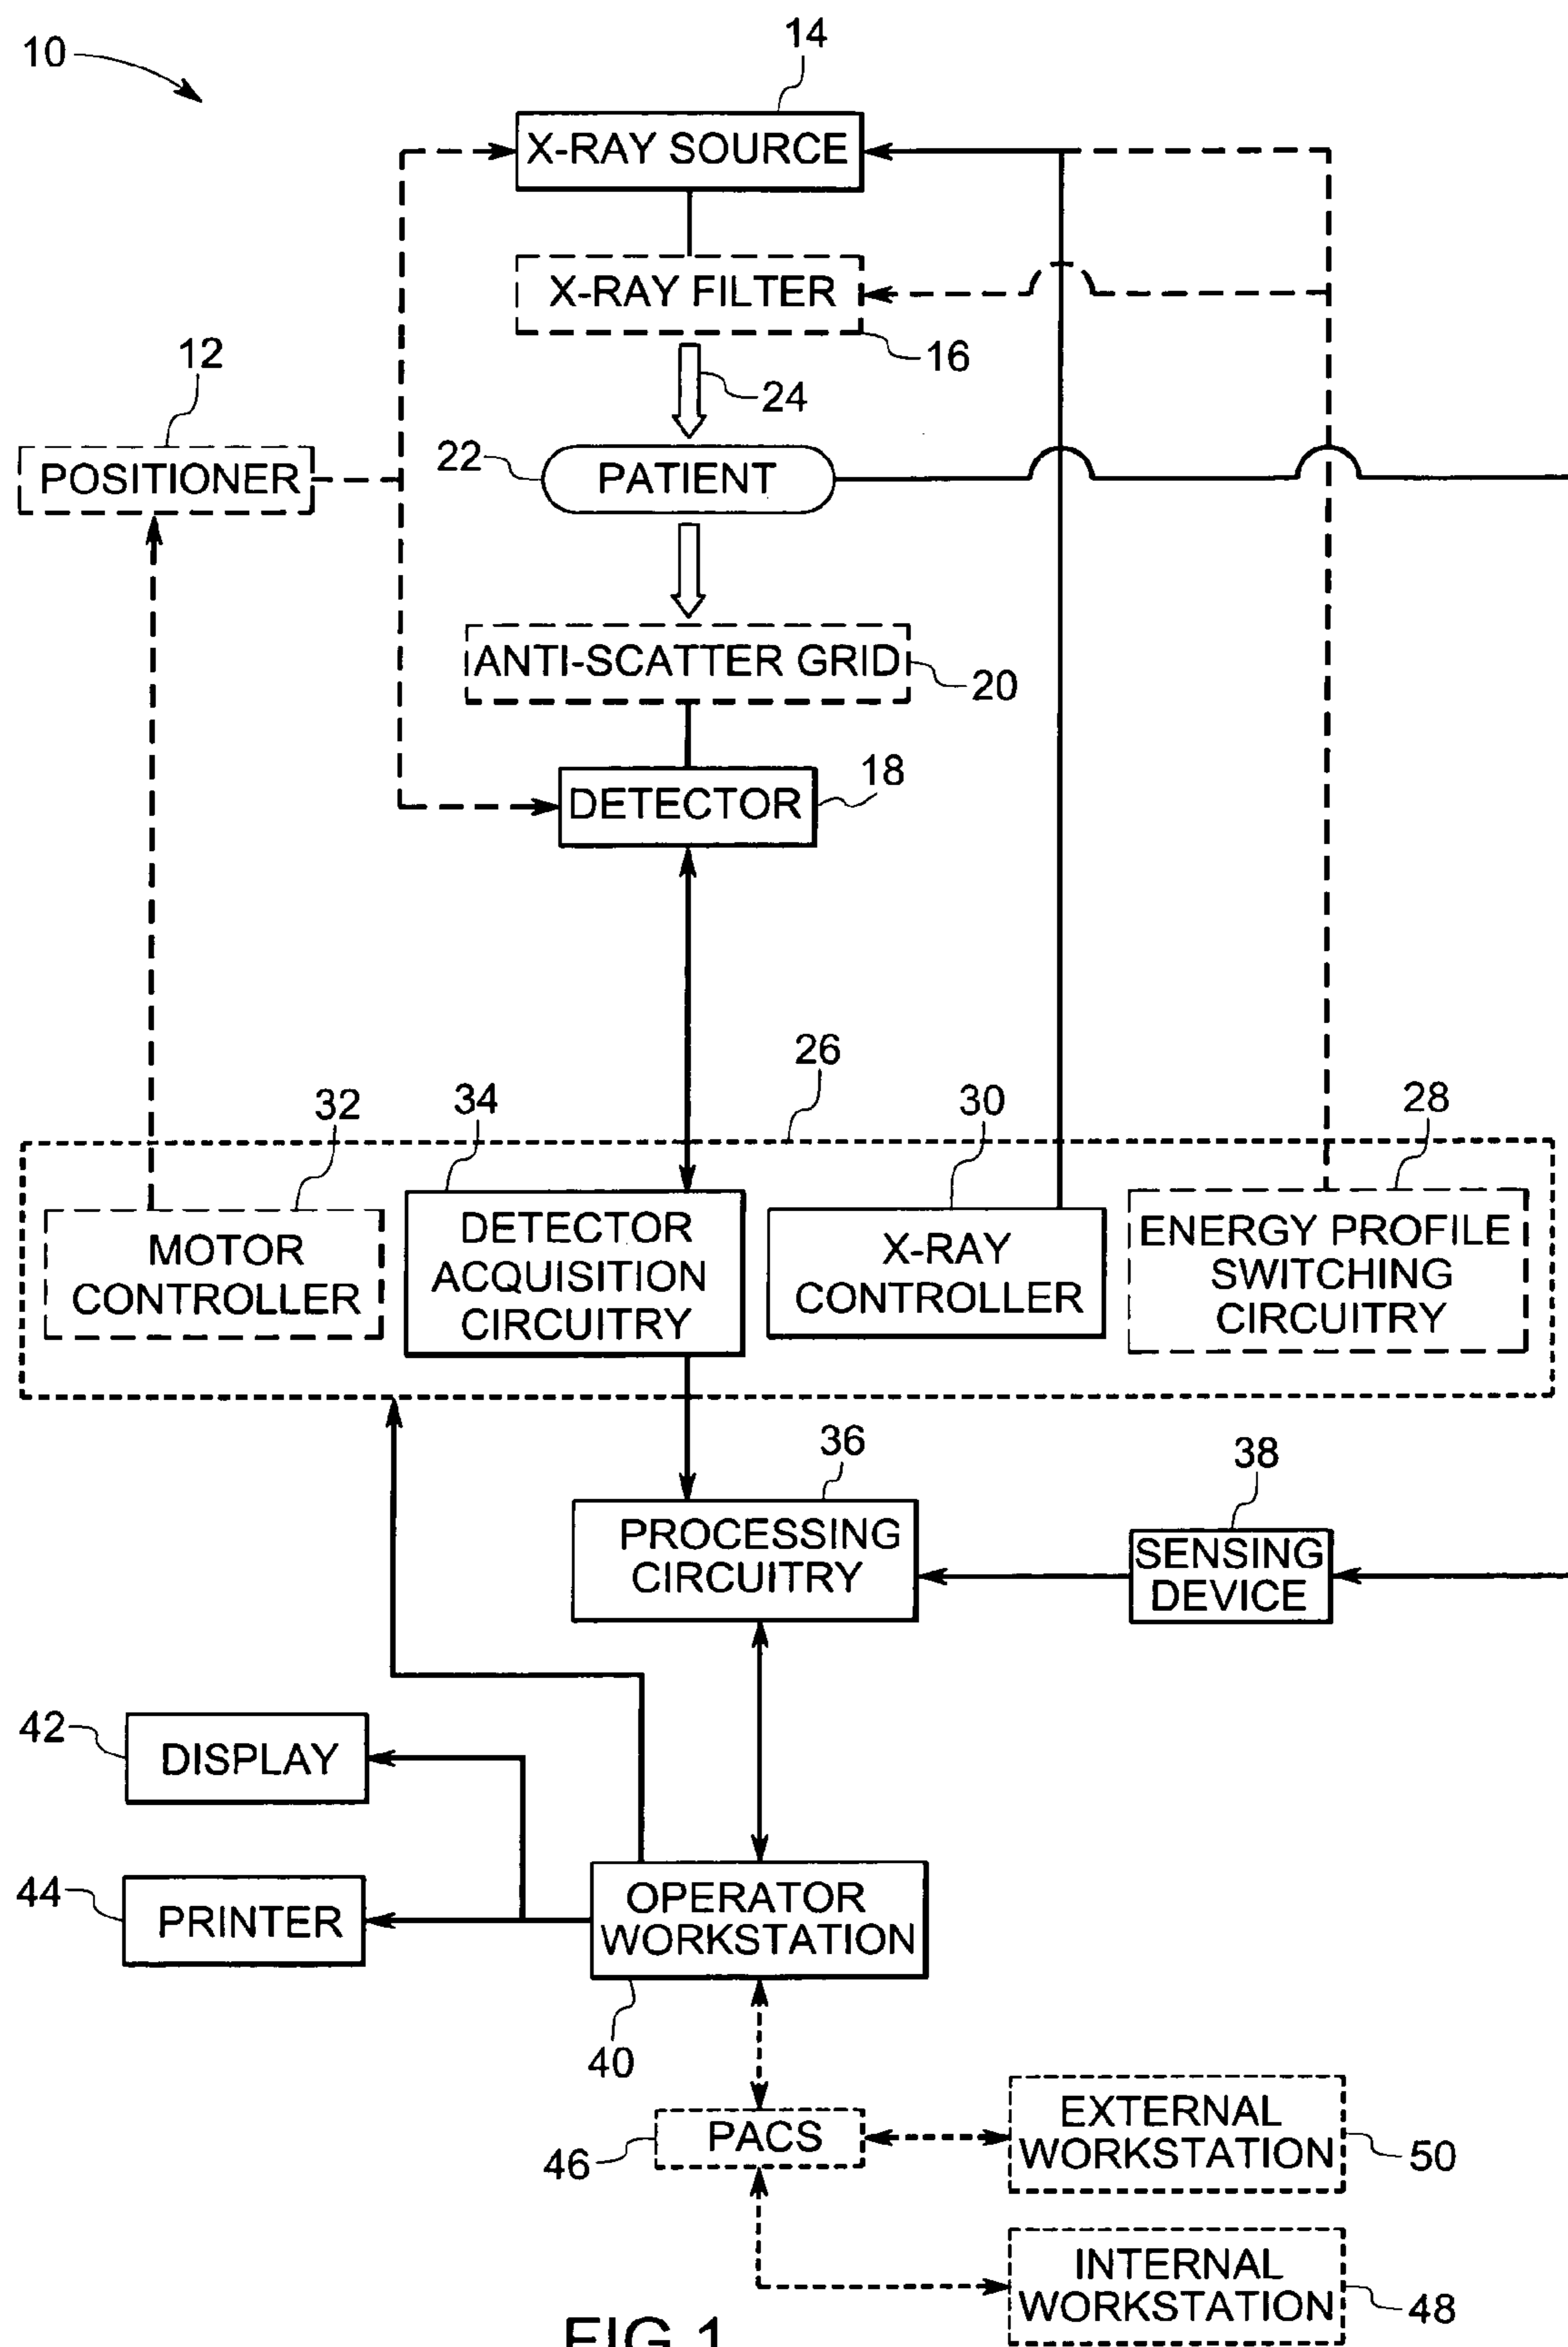 14
10
X-RAY SOURCE
X-RAY FILTER
16
12
24
22
POSITIONER
PATIENT
ANTI-SCATTER GRID
20
18
DETECTOR
26
32
34
30
28
MOTOR
CONTROLLER
DETECTOR
ACQUISITION
CIRCUITRY
X-RAY
CONTROLLER
ENERGY PROFILE
SWITCHING
CIRCUITRY
36
38
PROCESSING
CIRCUITRY
SENSING
DEVICE
42
DISPLAY
44
PRINTER
OPERATOR
WORKSTATION
40
46
PACS
EXTERNAL
WORKSTATION
50
INTERNAL
WORKSTATION
48
FIG.1